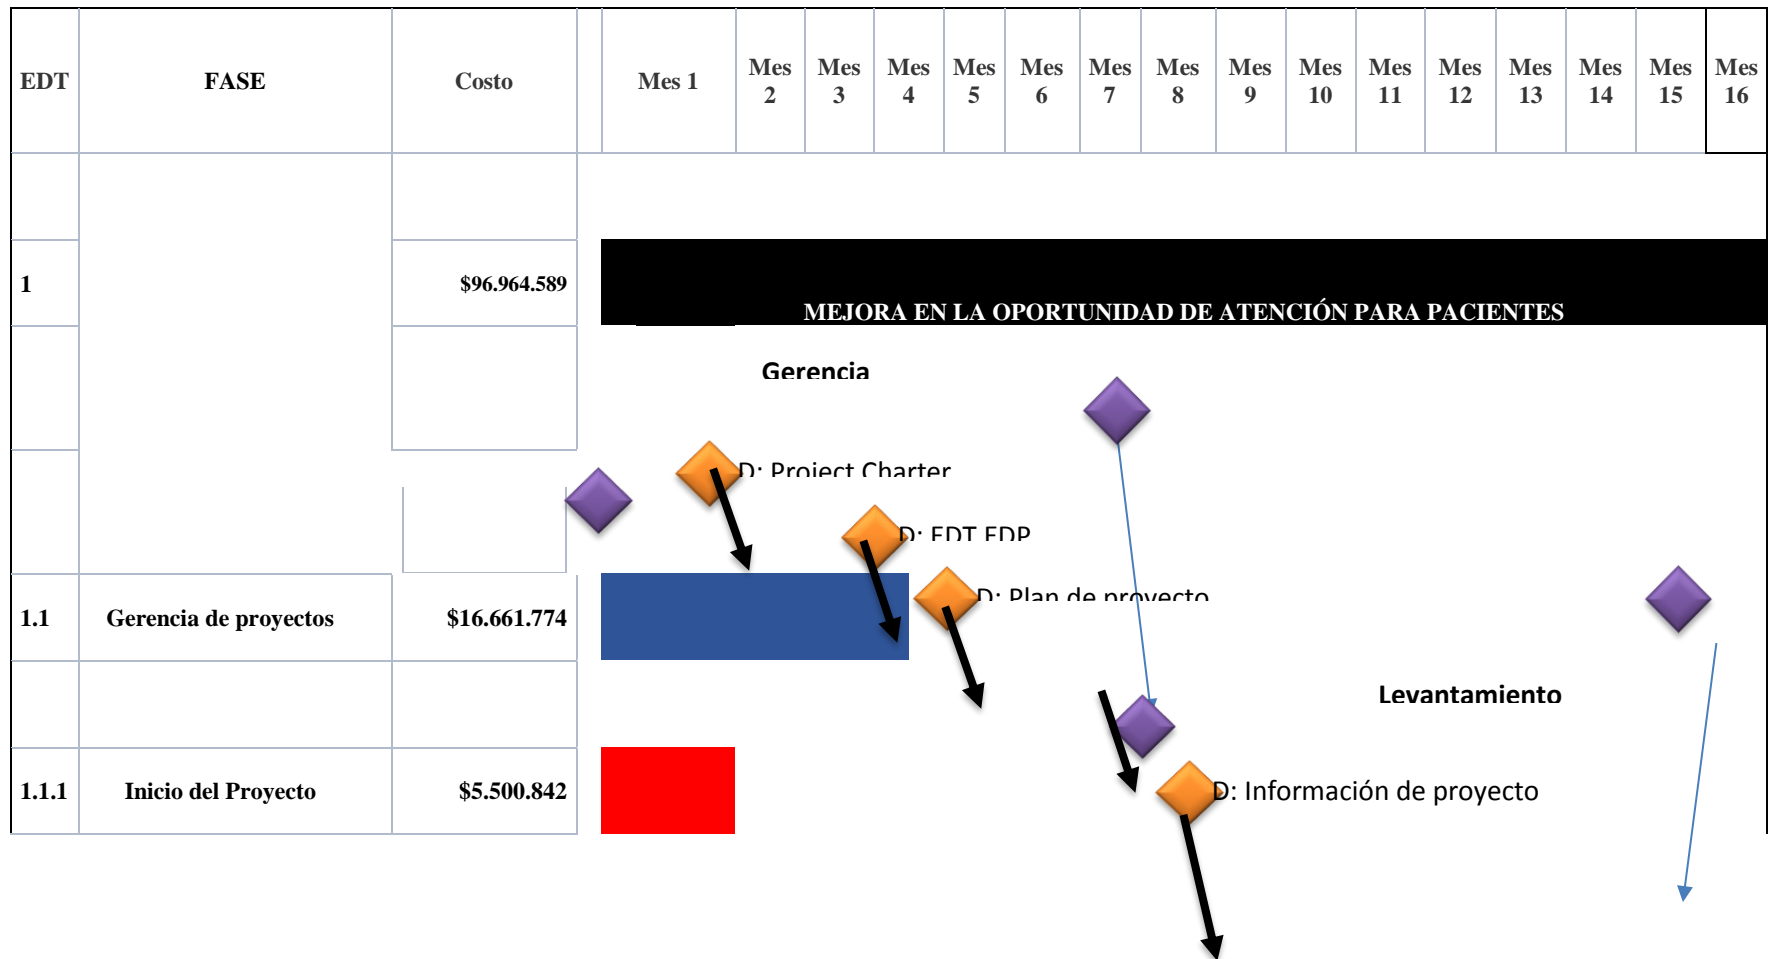 EDT FASE Costo Mes 1 Mes 2 Mes 3 Mes 4 Mes 5 Mes 6 Mes 7 Mes 8 Mes 9 Mes 10 Mes 11 Mes 12 Mes 13 Mes 14 Mes 15 Mes 16
1 $96.964.589
MEJORA EN LA OPORTUNIDAD DE ATENCIÓN PARA PACIENTES
Gerencia
D: Project Charter
D: EDT EDP
D: Plan de proyecto
1.1 Gerencia de proyectos $16.661.774
Levantamiento
1.1.1 Inicio del Proyecto $5.500.842
D: Información de proyecto